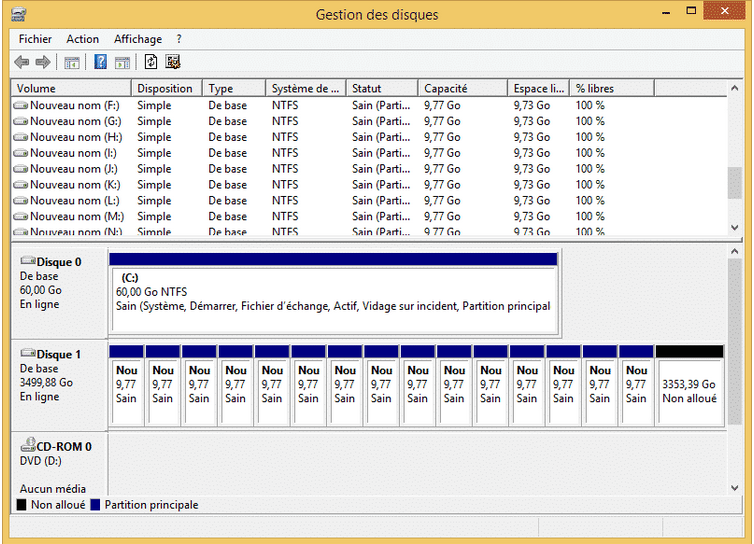 Gestion des disques
Fichier Action Affichage ?
Volume Disposition Type Système de ... Statut Capacité Espace li... % libres
Nouveau nom (F:) Simple De base NTFS Sain (Parti... 9,77 Go 9,73 Go 100 %
Nouveau nom (G:) Simple De base NTFS Sain (Parti... 9,77 Go 9,73 Go 100 %
Nouveau nom (H:) Simple De base NTFS Sain (Parti... 9,77 Go 9,73 Go 100 %
Nouveau nom (I:) Simple De base NTFS Sain (Parti... 9,77 Go 9,73 Go 100 %
Nouveau nom (J:) Simple De base NTFS Sain (Parti... 9,77 Go 9,73 Go 100 %
Nouveau nom (K:) Simple De base NTFS Sain (Parti... 9,77 Go 9,73 Go 100 %
Nouveau nom (L:) Simple De base NTFS Sain (Parti... 9,77 Go 9,73 Go 100 %
Nouveau nom (M:) Simple De base NTFS Sain (Parti... 9,77 Go 9,73 Go 100 %
Nouveau nom (N:) Simple De base NTFS Sain (Parti... 9,77 Go 9,73 Go 100 %
Disque 0
De base
60,00 Go
En ligne
(C:)
60,00 Go NTFS
Sain (Système, Démarrer, Fichier d'échange, Actif, Vidage sur incident, Partition principal
Disque 1
De base
3499,88 Go
En ligne
Nou Nou Nou Nou Nou Nou Nou Nou Nou Nou Nou Nou Nou Nou Nou
9,77 9,77 9,77 9,77 9,77 9,77 9,77 9,77 9,77 9,77 9,77 9,77 9,77 9,77 9,77 3353,39 Go
Sain Sain Sain Sain Sain Sain Sain Sain Sain Sain Sain Sain Sain Sain Sain Non alloué
CD-ROM 0
DVD (D:)
Aucun média
Non alloué Partition principale